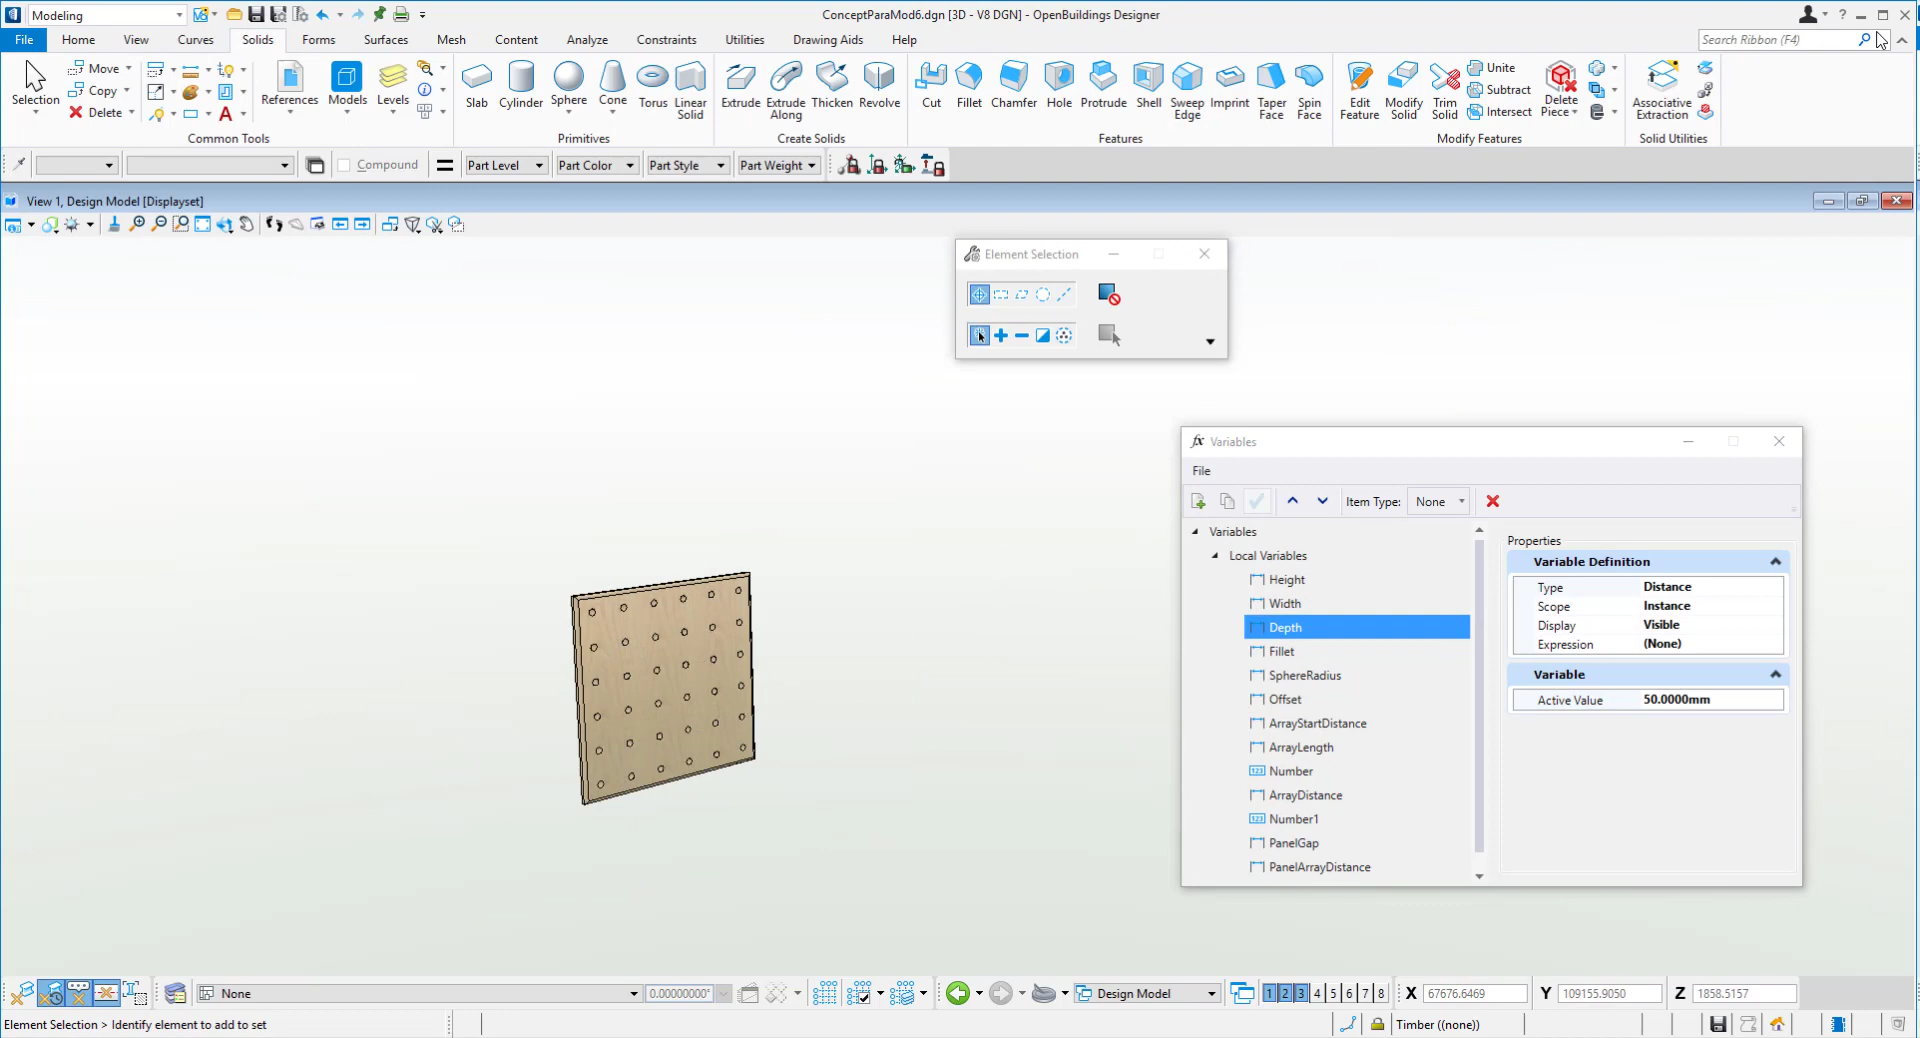 Modeling
ConceptParaMod6.dgn [3D - V8 DGN] - OpenBuildings Designer
File Home View Curves Solids Forms Surfaces Mesh Content Analyze Constraints Utilities Drawing Aids Help
Search Ribbon (F4)
Selection
Move
Copy
Delete
References
Models
Levels
Common Tools
Slab
Cylinder
Sphere
Cone
Torus
Linear
Solid
Primitives
Extrude
Extrude
Along
Thicken
Revolve
Create Solids
Cut
Fillet
Chamfer
Hole
Protrude
Shell
Sweep
Edge
Imprint
Taper
Face
Spin
Face
Features
Edit
Feature
Modify
Solid
Trim
Solid
Unite
Subtract
Intersect
Delete
Piece
Modify Features
Associative
Extraction
Solid Utilities
Compound
Part Level
Part Color
Part Style
Part Weight
View 1, Design Model [Displayset]
Element Selection
fx Variables
File
Item Type: None
Variables
Local Variables
Height
Width
Depth
Fillet
SphereRadius
Offset
ArrayStartDistance
ArrayLength
123 Number
ArrayDistance
123 Number1
PanelGap
PanelArrayDistance
Properties
Variable Definition
Type Distance
Scope Instance
Display Visible
Expression (None)
Variable
Active Value 50.0000mm
None
0.00000000°
Design Model
1 2 3 4 5 6 7 8
X 67676.6469
Y 109155.9050
Z 1858.5157
Element Selection > Identify element to add to set
Timber ((none))